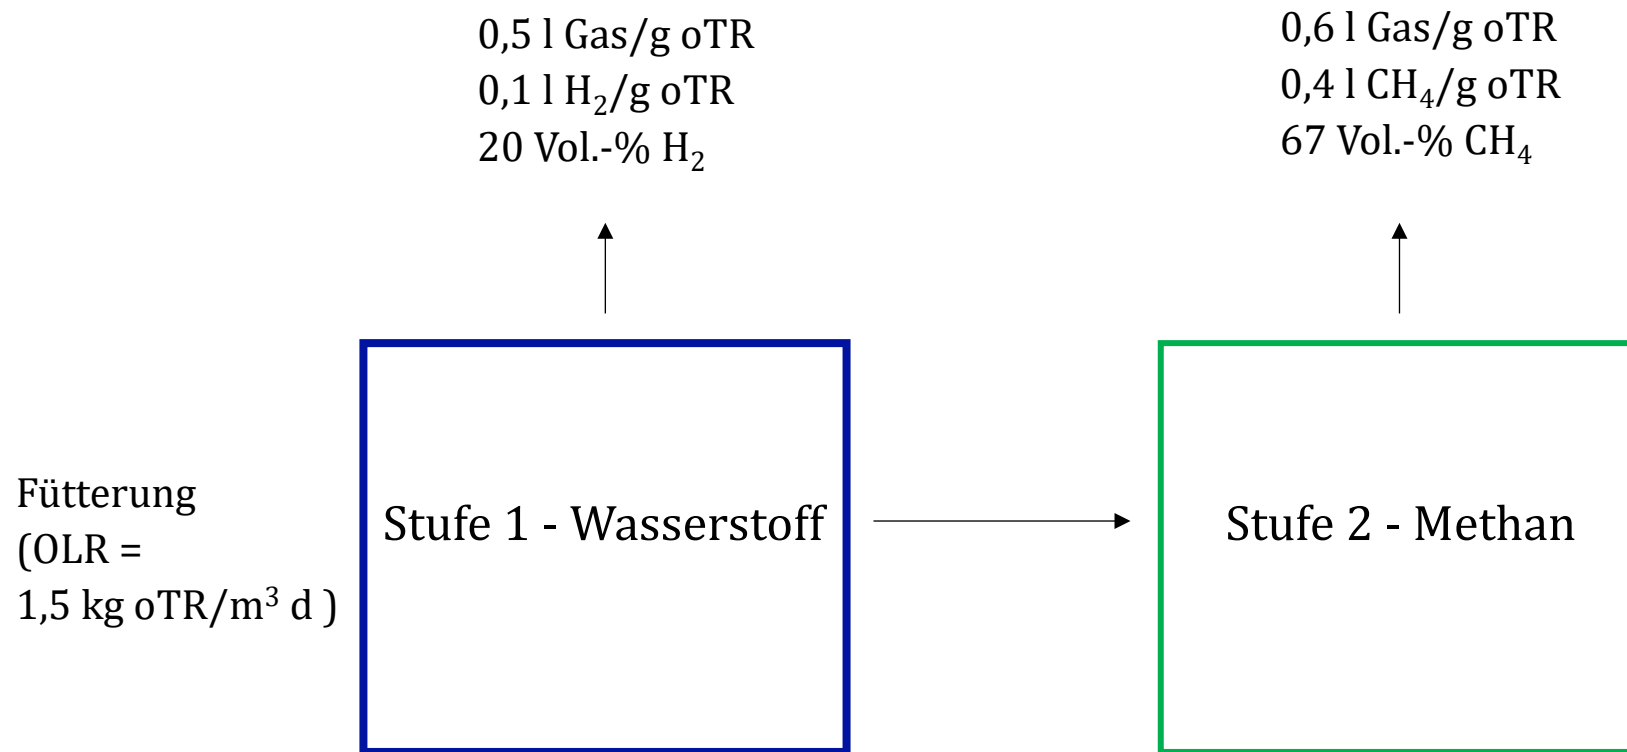 0,5 l Gas/g oTR
0,1 l H₂/g oTR
20 Vol.-% H₂
0,6 l Gas/g oTR
0,4 l CH₄/g oTR
67 Vol.-% CH₄
Fütterung
(OLR =
1,5 kg oTR/m³ d )
Stufe 1 - Wasserstoff
Stufe 2 - Methan